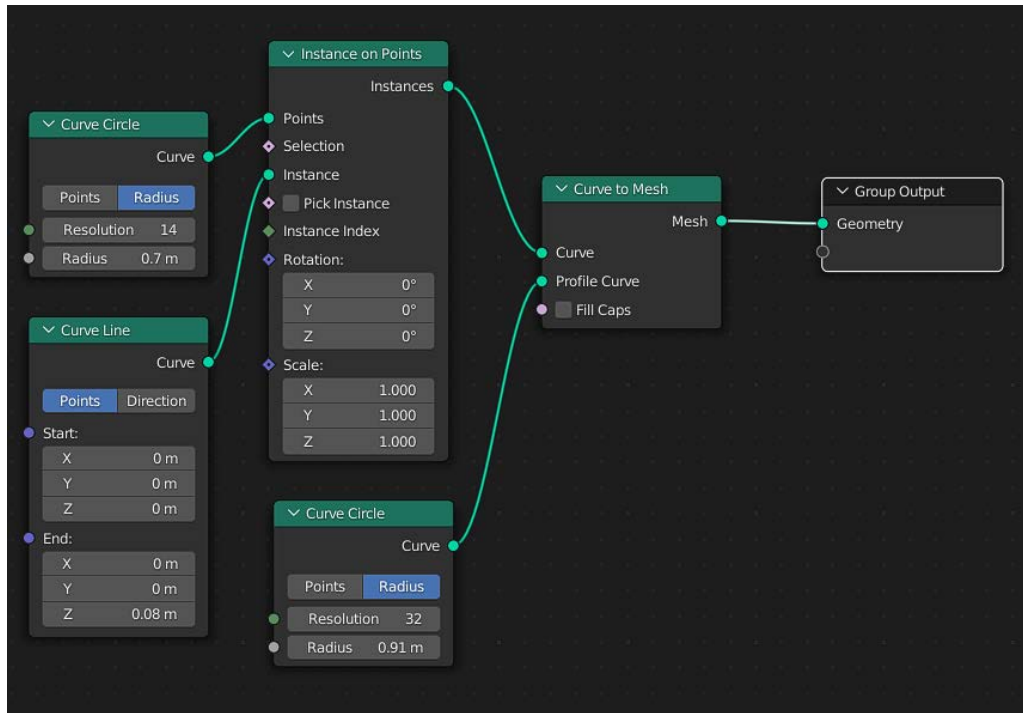 Curve Circle
Curve
Points Radius
Resolution 14
Radius 0.7 m
Curve Line
Curve
Points Direction
Start:
X 0 m
Y 0 m
Z 0 m
End:
X 0 m
Y 0 m
Z 0.08 m
Instance on Points
Instances
Points
Selection
Instance
Pick Instance
Instance Index
Rotation:
X 0°
Y 0°
Z 0°
Scale:
X 1.000
Y 1.000
Z 1.000
Curve Circle
Curve
Points Radius
Resolution 32
Radius 0.91 m
Curve to Mesh
Mesh
Curve
Profile Curve
Fill Caps
Group Output
Geometry